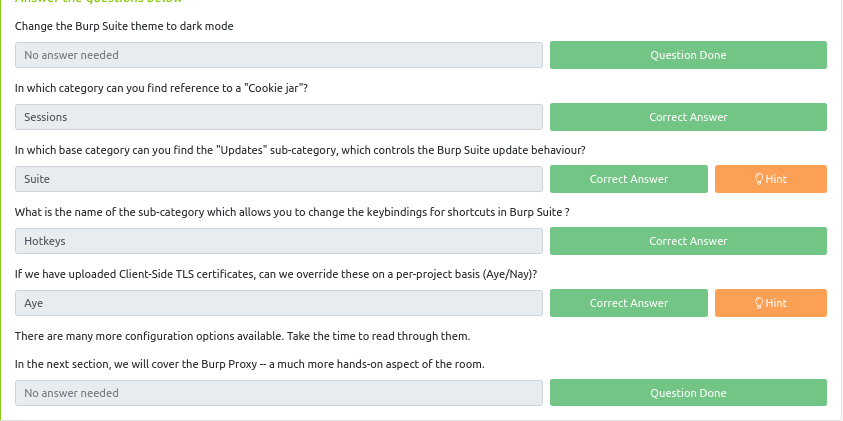 Answer the questions below
Change the Burp Suite theme to dark mode
No answer needed
Question Done
In which category can you find reference to a "Cookie jar"?
Sessions
Correct Answer
In which base category can you find the "Updates" sub-category, which controls the Burp Suite update behaviour?
Suite
Correct Answer
Hint
What is the name of the sub-category which allows you to change the keybindings for shortcuts in Burp Suite ?
Hotkeys
Correct Answer
If we have uploaded Client-Side TLS certificates, can we override these on a per-project basis (Aye/Nay)?
Aye
Correct Answer
Hint
There are many more configuration options available. Take the time to read through them.
In the next section, we will cover the Burp Proxy -- a much more hands-on aspect of the room.
No answer needed
Question Done